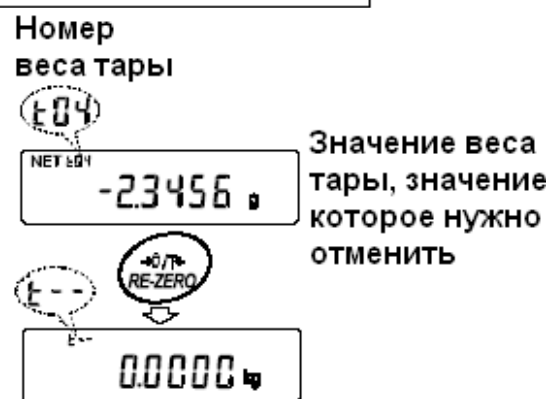 Номер
веса тары
t04
NET t04
-2.3456 g
Значение веса
тары, значение
которое нужно
отменить
→0/T←
RE-ZERO
t--
t--
0.0000 kg